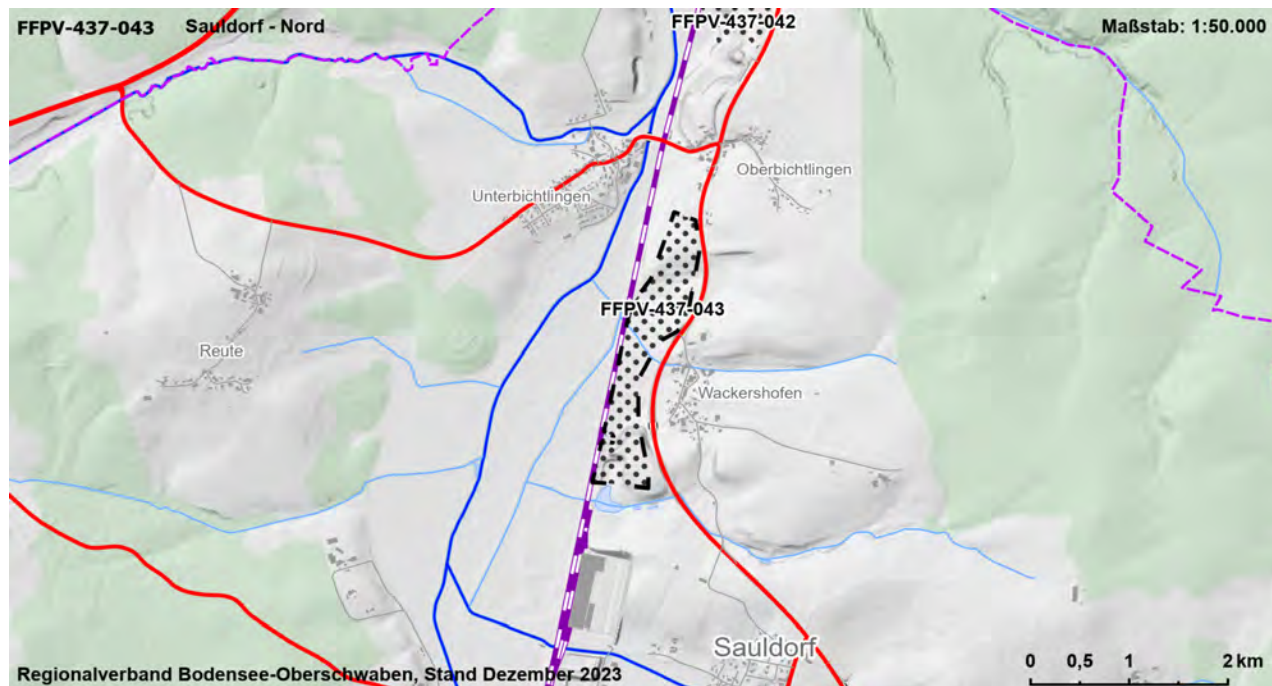 FFPV-437-043 Sauldorf - Nord
FFPV-437-042
Maßstab: 1:50.000
Oberbichtlingen
Unterbichtlingen
FFPV-437-043
Reute
Wackershofen
Sauldorf
Regionalverband Bodensee-Oberschwaben, Stand Dezember 2023
0 0,5 1 2 km